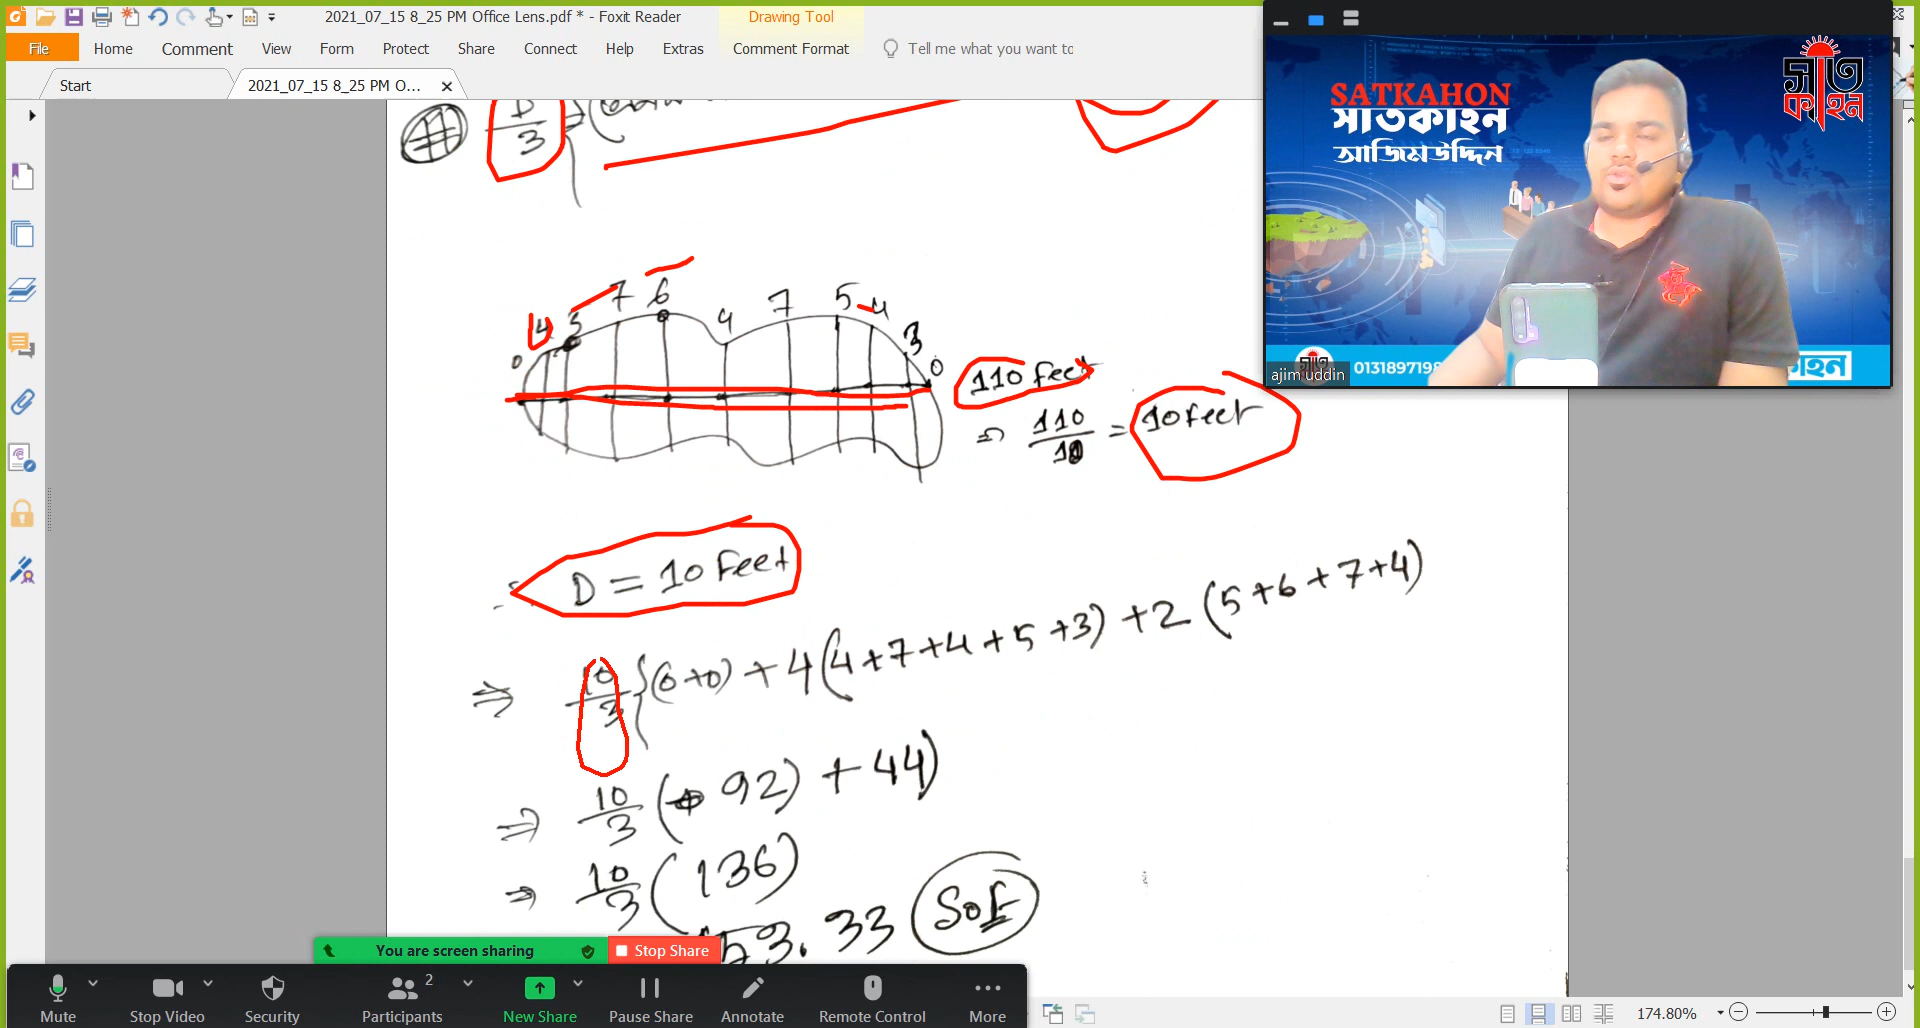 2021_07_15 8_25 PM Office Lens.pdf * - Foxit Reader
Drawing Tool
File Home Comment View Form Protect Share Connect Help Extras Comment Format Tell me what you want to
Start
2021_07_15 8_25 PM O...
D/3
SATKAHON
সাতকাহন
আজিমউদ্দিন
সাত
কাহন
ajim uddin
013189719
কাহন
0 4 5 7 6 4 7 5 4 3 0
110 feet
⇒ 110/10 = 10 feet
D = 10 Feet
⇒ 10/3 {(0+0) + 4 (4+7+4+5+3) + 2 (5+6+7+4)
⇒ 10/3 (92) + 44)
⇒ 10/3 (136)
53.33 Sof
You are screen sharing Stop Share
2
Mute Stop Video Security Participants New Share Pause Share Annotate Remote Control More
174.80%